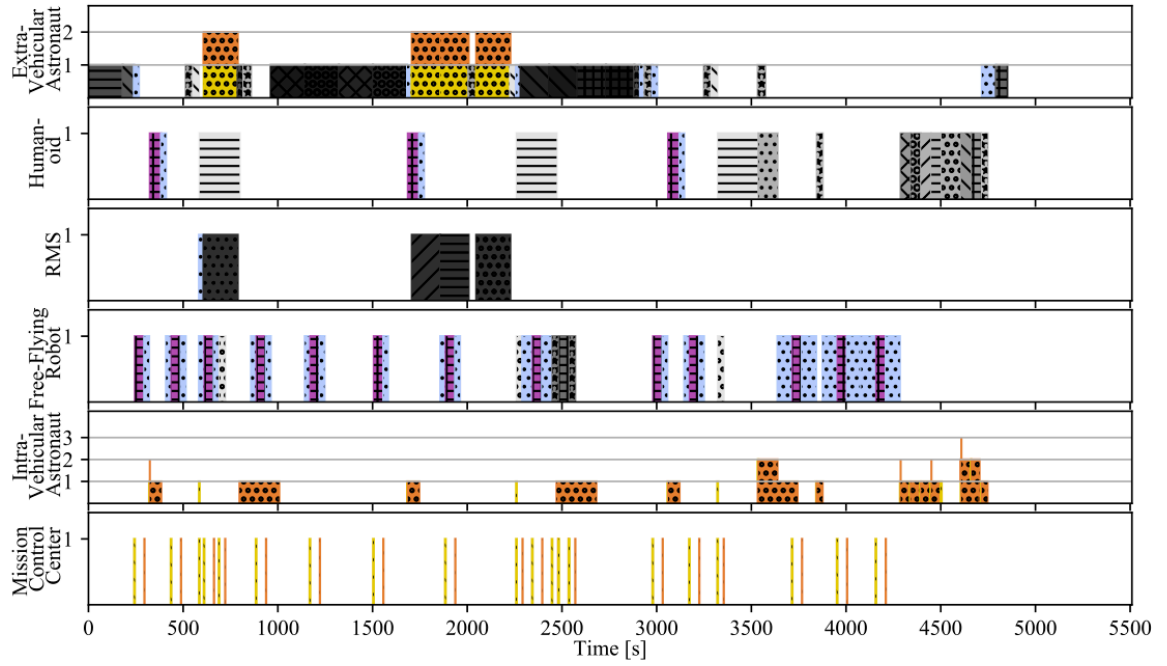 Extra-
Vehicular
Astronaut
2
1
Human-
oid
1
RMS
1
Free-Flying
Robot
1
Intra-
Vehicular
Astronaut
3
2
1
Mission
Control
Center
1
0 500 1000 1500 2000 2500 3000 3500 4000 4500 5000 5500
Time [s]